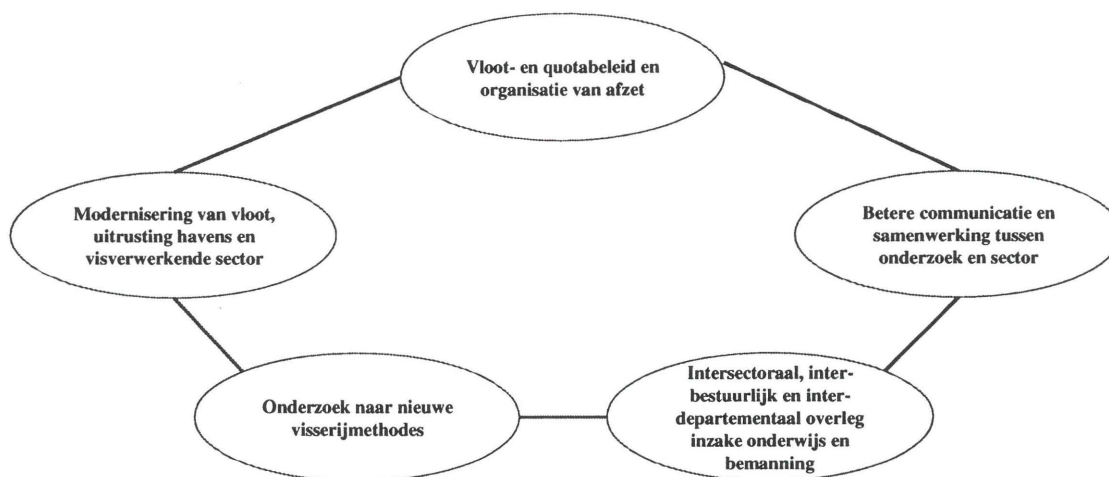 Vloot- en quotabeleid en
organisatie van afzet
Modernisering van vloot,
uitrusting havens en
visverwerkende sector
Betere communicatie en
samenwerking tussen
onderzoek en sector
Onderzoek naar nieuwe
visserijmethodes
Intersectoraal, inter-
bestuurlijk en inter-
departementaal overleg
inzake onderwijs en
bemanning